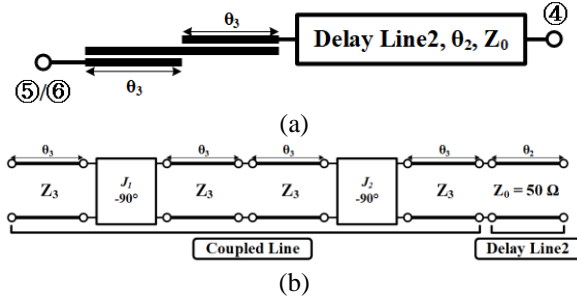 θ₃
Delay Line2, θ₂, Z₀
④
⑤/⑥
θ₃
(a)
θ₃ θ₃ θ₃ θ₃ θ₂
Z₃ J₁ -90° Z₃ Z₃ J₂ -90° Z₃ Z₀ = 50 Ω
Coupled Line Delay Line2
(b)